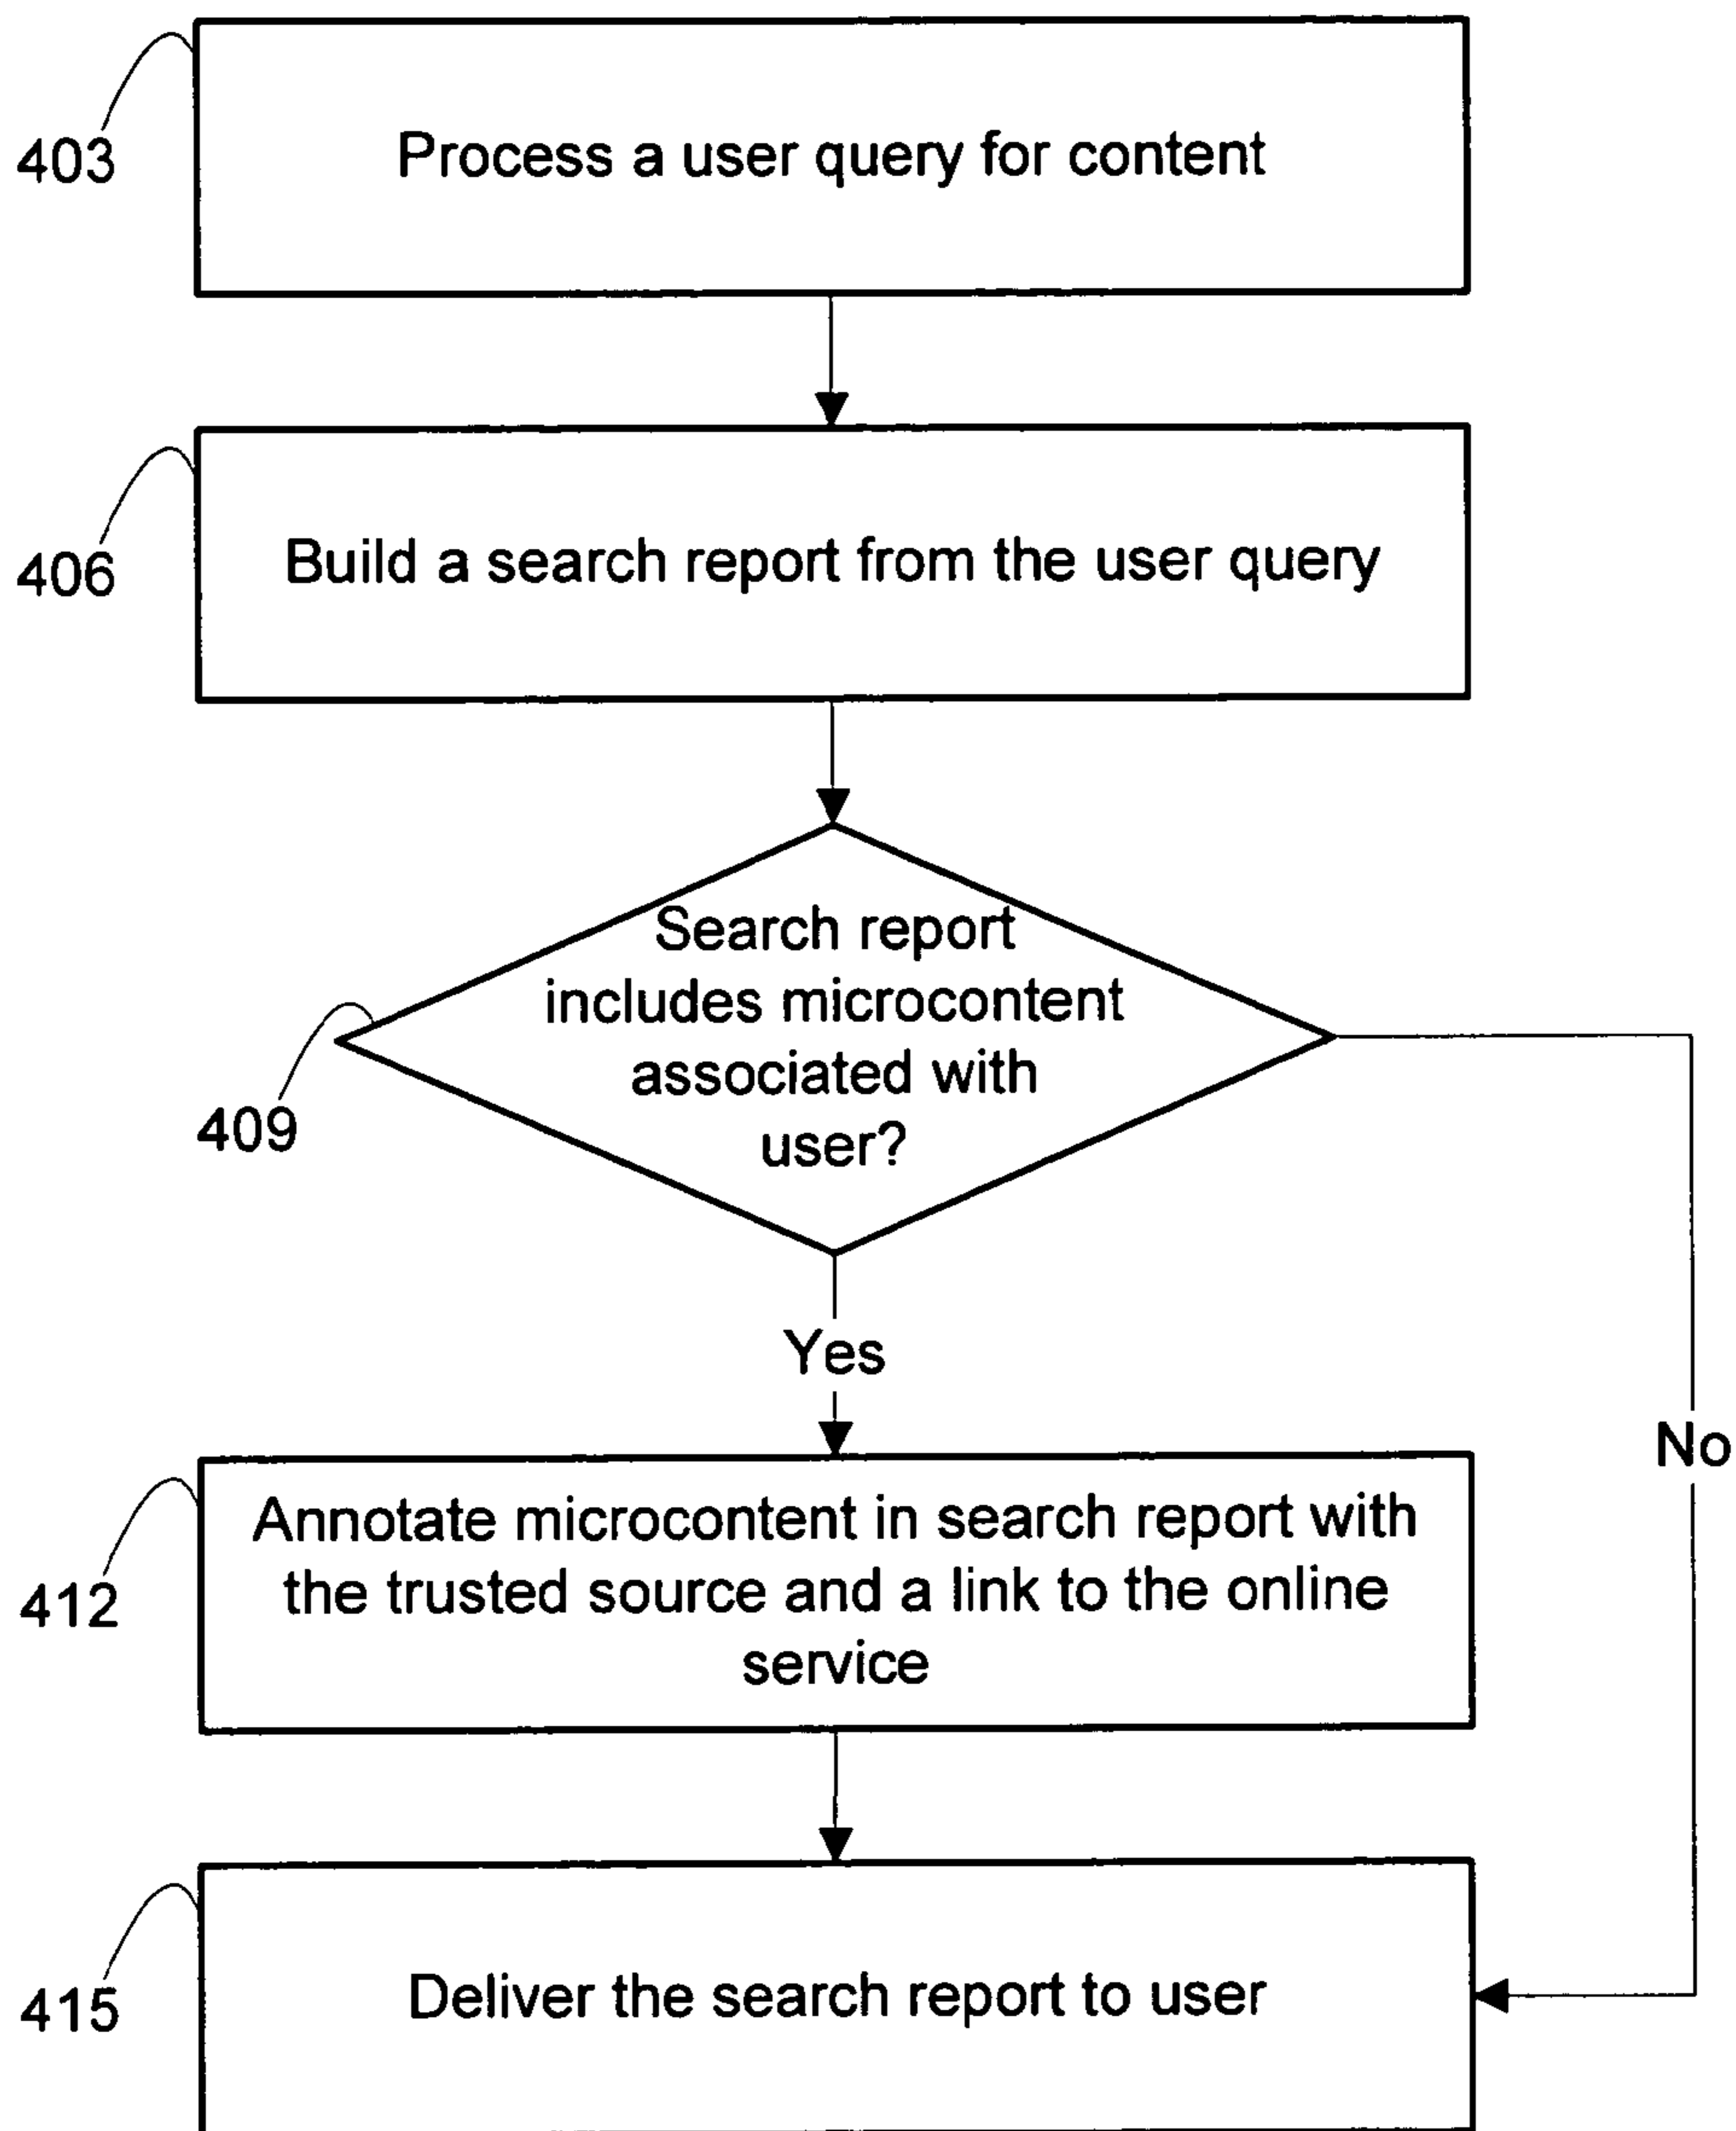 403
Process a user query for content
406
Build a search report from the user query
Search report
includes microcontent
associated with
user?
409
Yes
No
412
Annotate microcontent in search report with
the trusted source and a link to the online
service
415
Deliver the search report to user